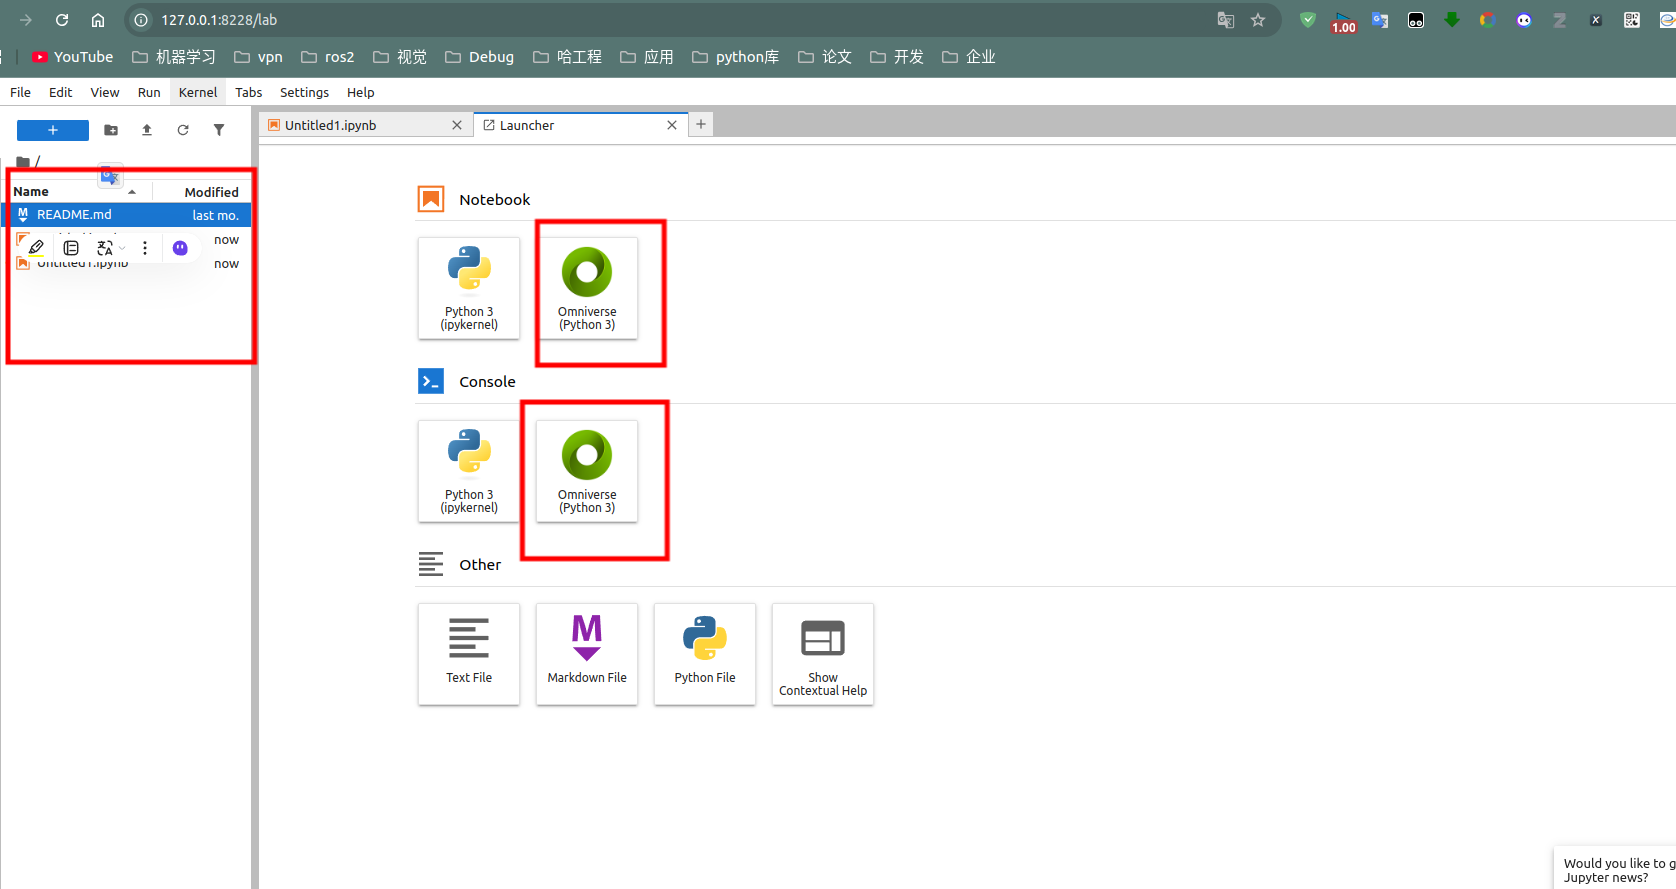 127.0.0.1:8228/lab
1.00
YouTube 机器学习 vpn ros2 视觉 Debug 哈工程 应用 python库 论文 开发 企业
File Edit View Run Kernel Tabs Settings Help
Untitled1.ipynb Launcher
/
Name Modified
README.md last mo.
now
Untitled1.ipynb now
Notebook
Python 3
(ipykernel)
Omniverse
(Python 3)
Console
Python 3
(ipykernel)
Omniverse
(Python 3)
Other
Text File
Markdown File
Python File
Show
Contextual Help
Would you like to g
Jupyter news?